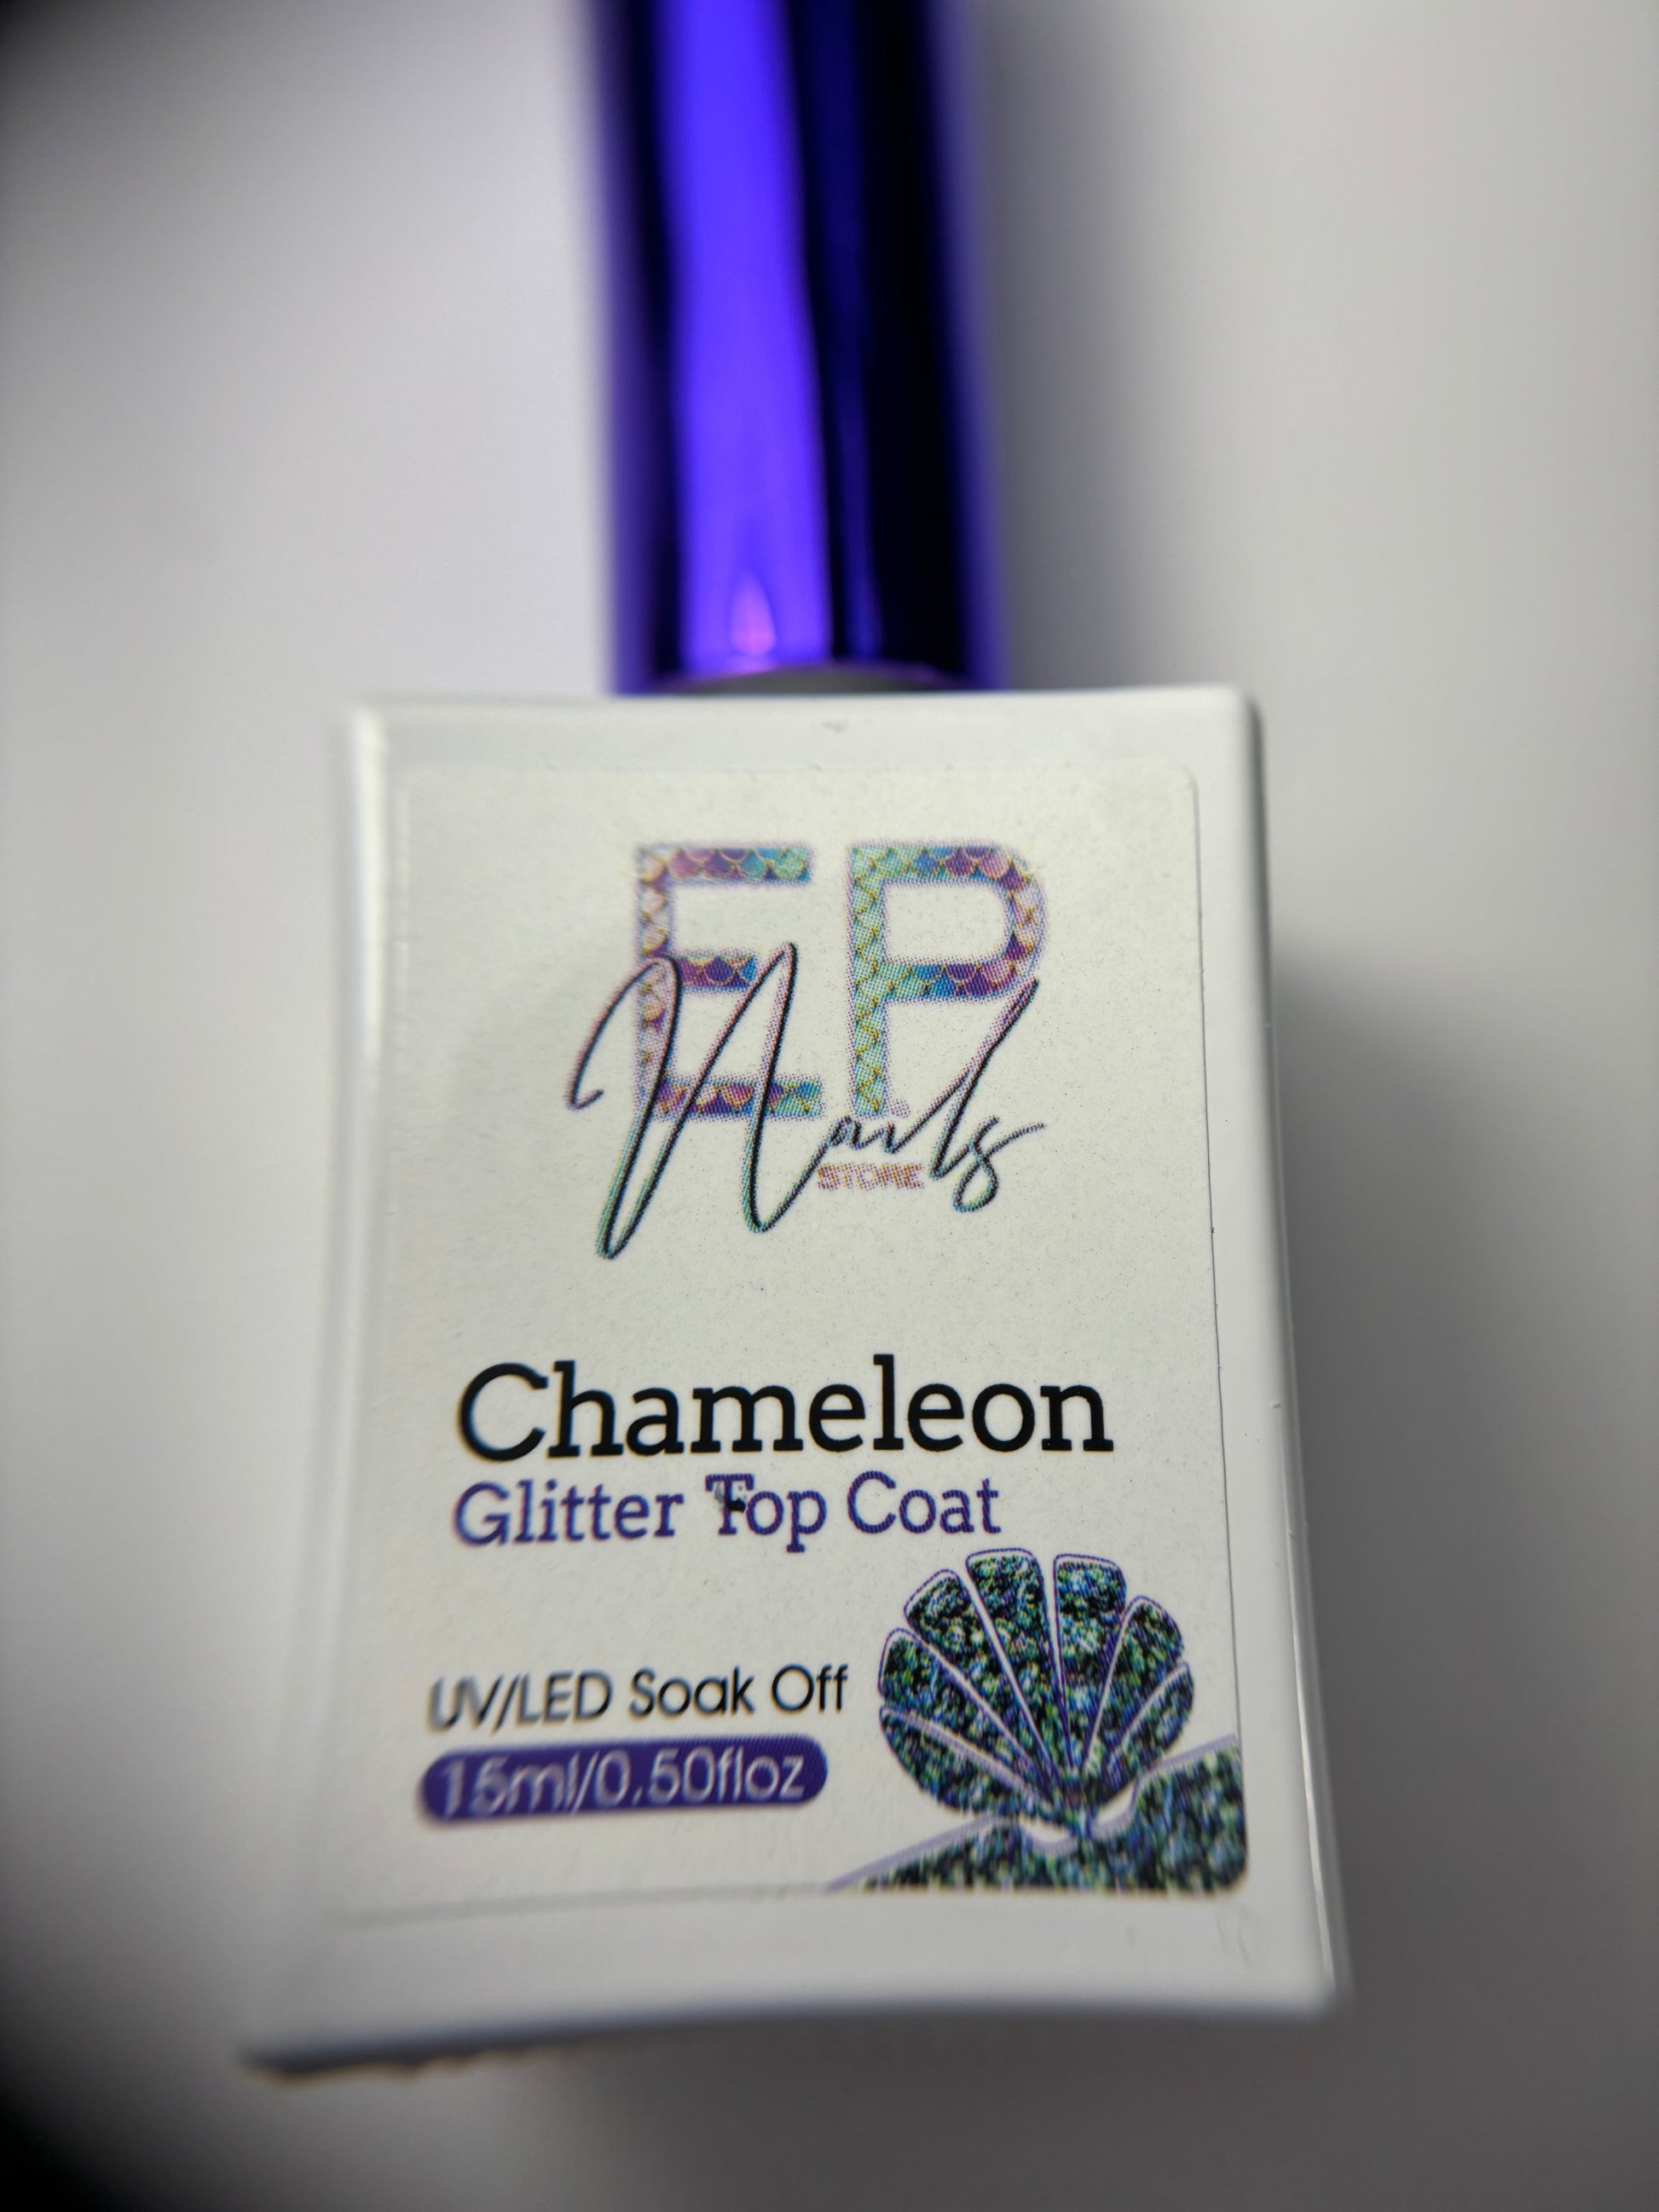 EP
Nails
STORE
Chameleon
Glitter Top Coat
UV/LED Soak Off
15ml/0.50floz